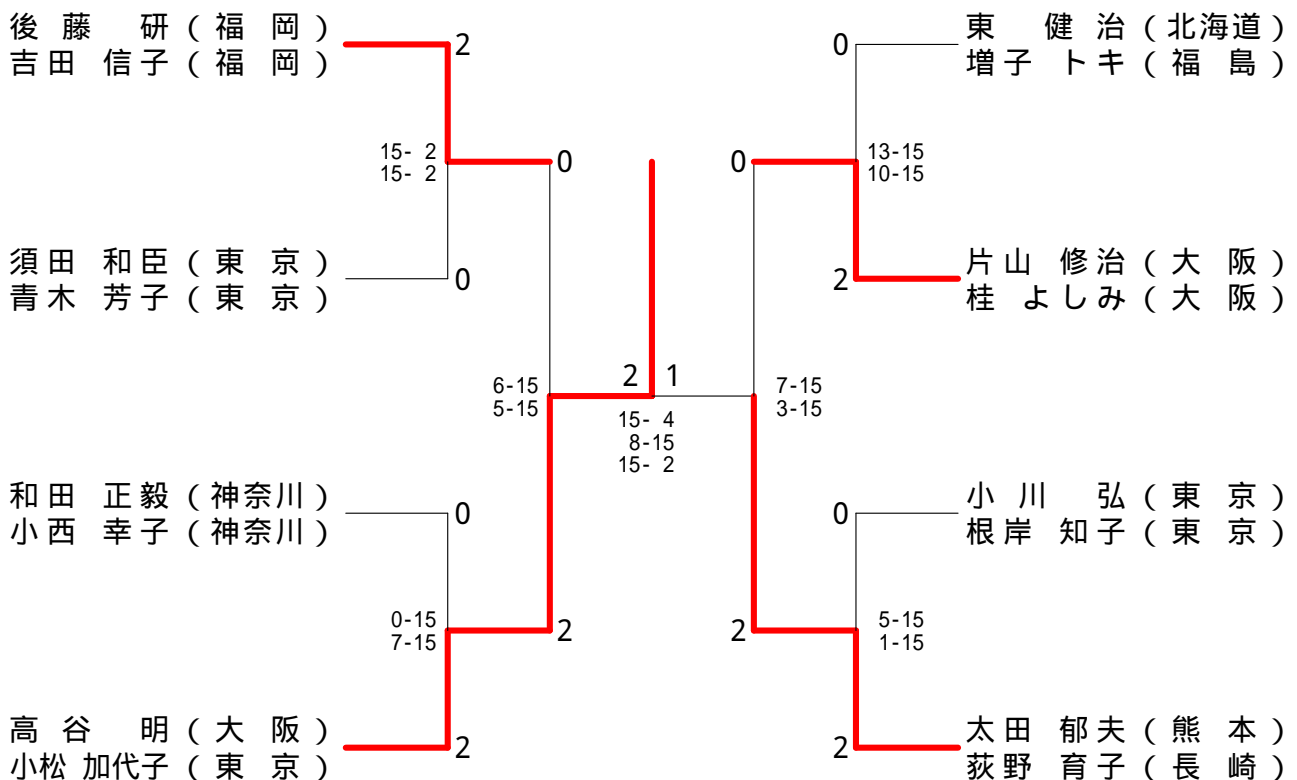 後藤 研(福岡)
吉田 信子(福岡)
2
15- 2
15- 2
0
須田 和臣(東京)
青木 芳子(東京)
0
6-15
5-15
和田 正毅(神奈川)
小西 幸子(神奈川)
0
0-15
7-15
2
高谷 明(大阪)
小松 加代子(東京)
2
2 1
15- 4
8-15
15- 2
0
東 健治(北海道)
増子 トキ(福島)
0
13-15
10-15
2
片山 修治(大阪)
桂 よしみ(大阪)
7-15
3-15
0
小川 弘(東京)
根岸 知子(東京)
2
5-15
1-15
2
太田 郁夫(熊本)
荻野 育子(長崎)